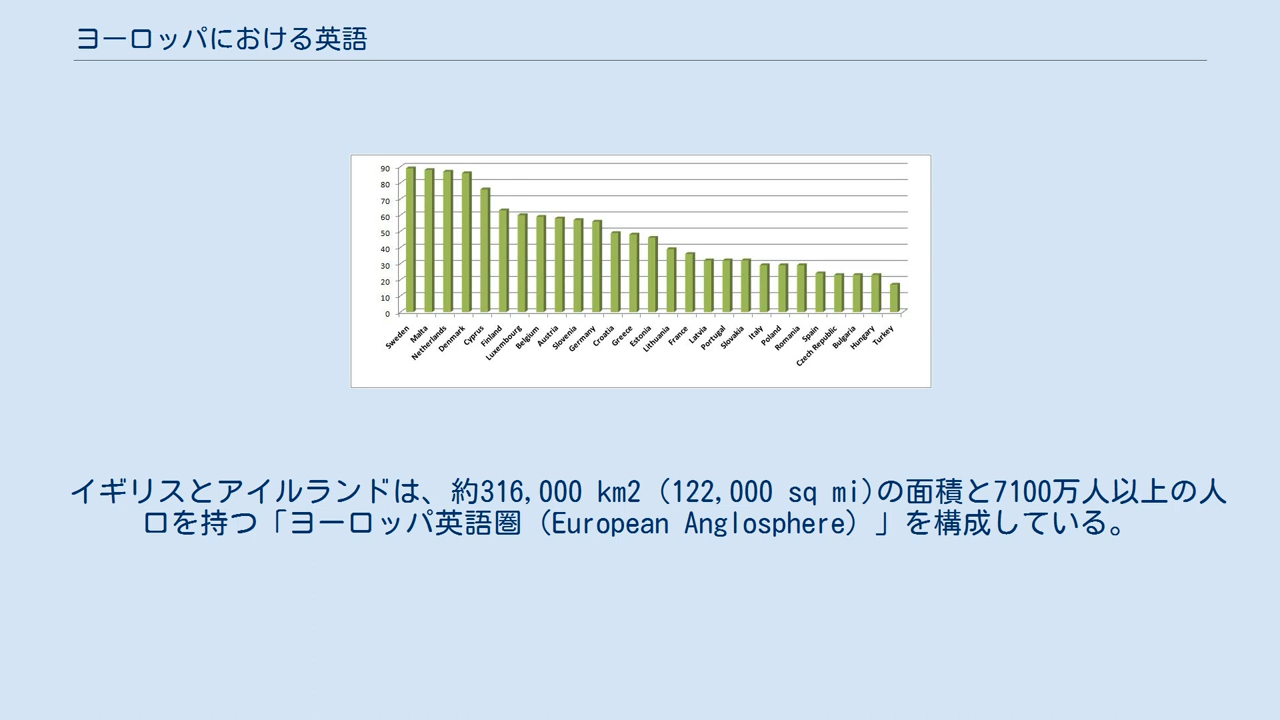 ヨーロッパにおける英語
90
80
70
60
50
40
30
20
10
0
Sweden
Malta
Netherlands
Denmark
Cyprus
Finland
Luxembourg
Belgium
Austria
Slovenia
Germany
Croatia
Greece
Estonia
Lithuania
France
Latvia
Portugal
Slovakia
Italy
Poland
Romania
Spain
Czech Republic
Bulgaria
Hungary
Turkey
イギリスとアイルランドは、約316,000 km2 (122,000 sq mi)の面積と7100万人以上の人
口を持つ「ヨーロッパ英語圏（European Anglosphere）」を構成している。